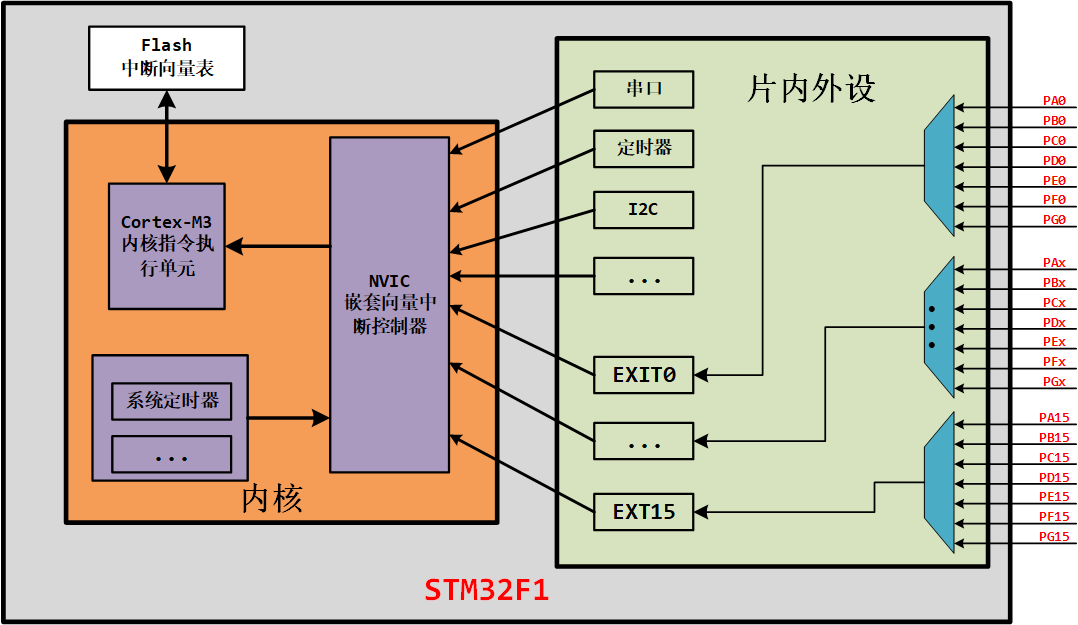 Flash
中断向量表
Cortex-M3
内核指令执
行单元
系统定时器
...
内核
NVIC
嵌套向量中
断控制器
片内外设
串口
定时器
I2C
...
EXIT0
...
EXT15
PA0
PB0
PC0
PD0
PE0
PF0
PG0
PAx
PBx
PCx
PDx
PEx
PFx
PGx
PA15
PB15
PC15
PD15
PE15
PF15
PG15
STM32F1